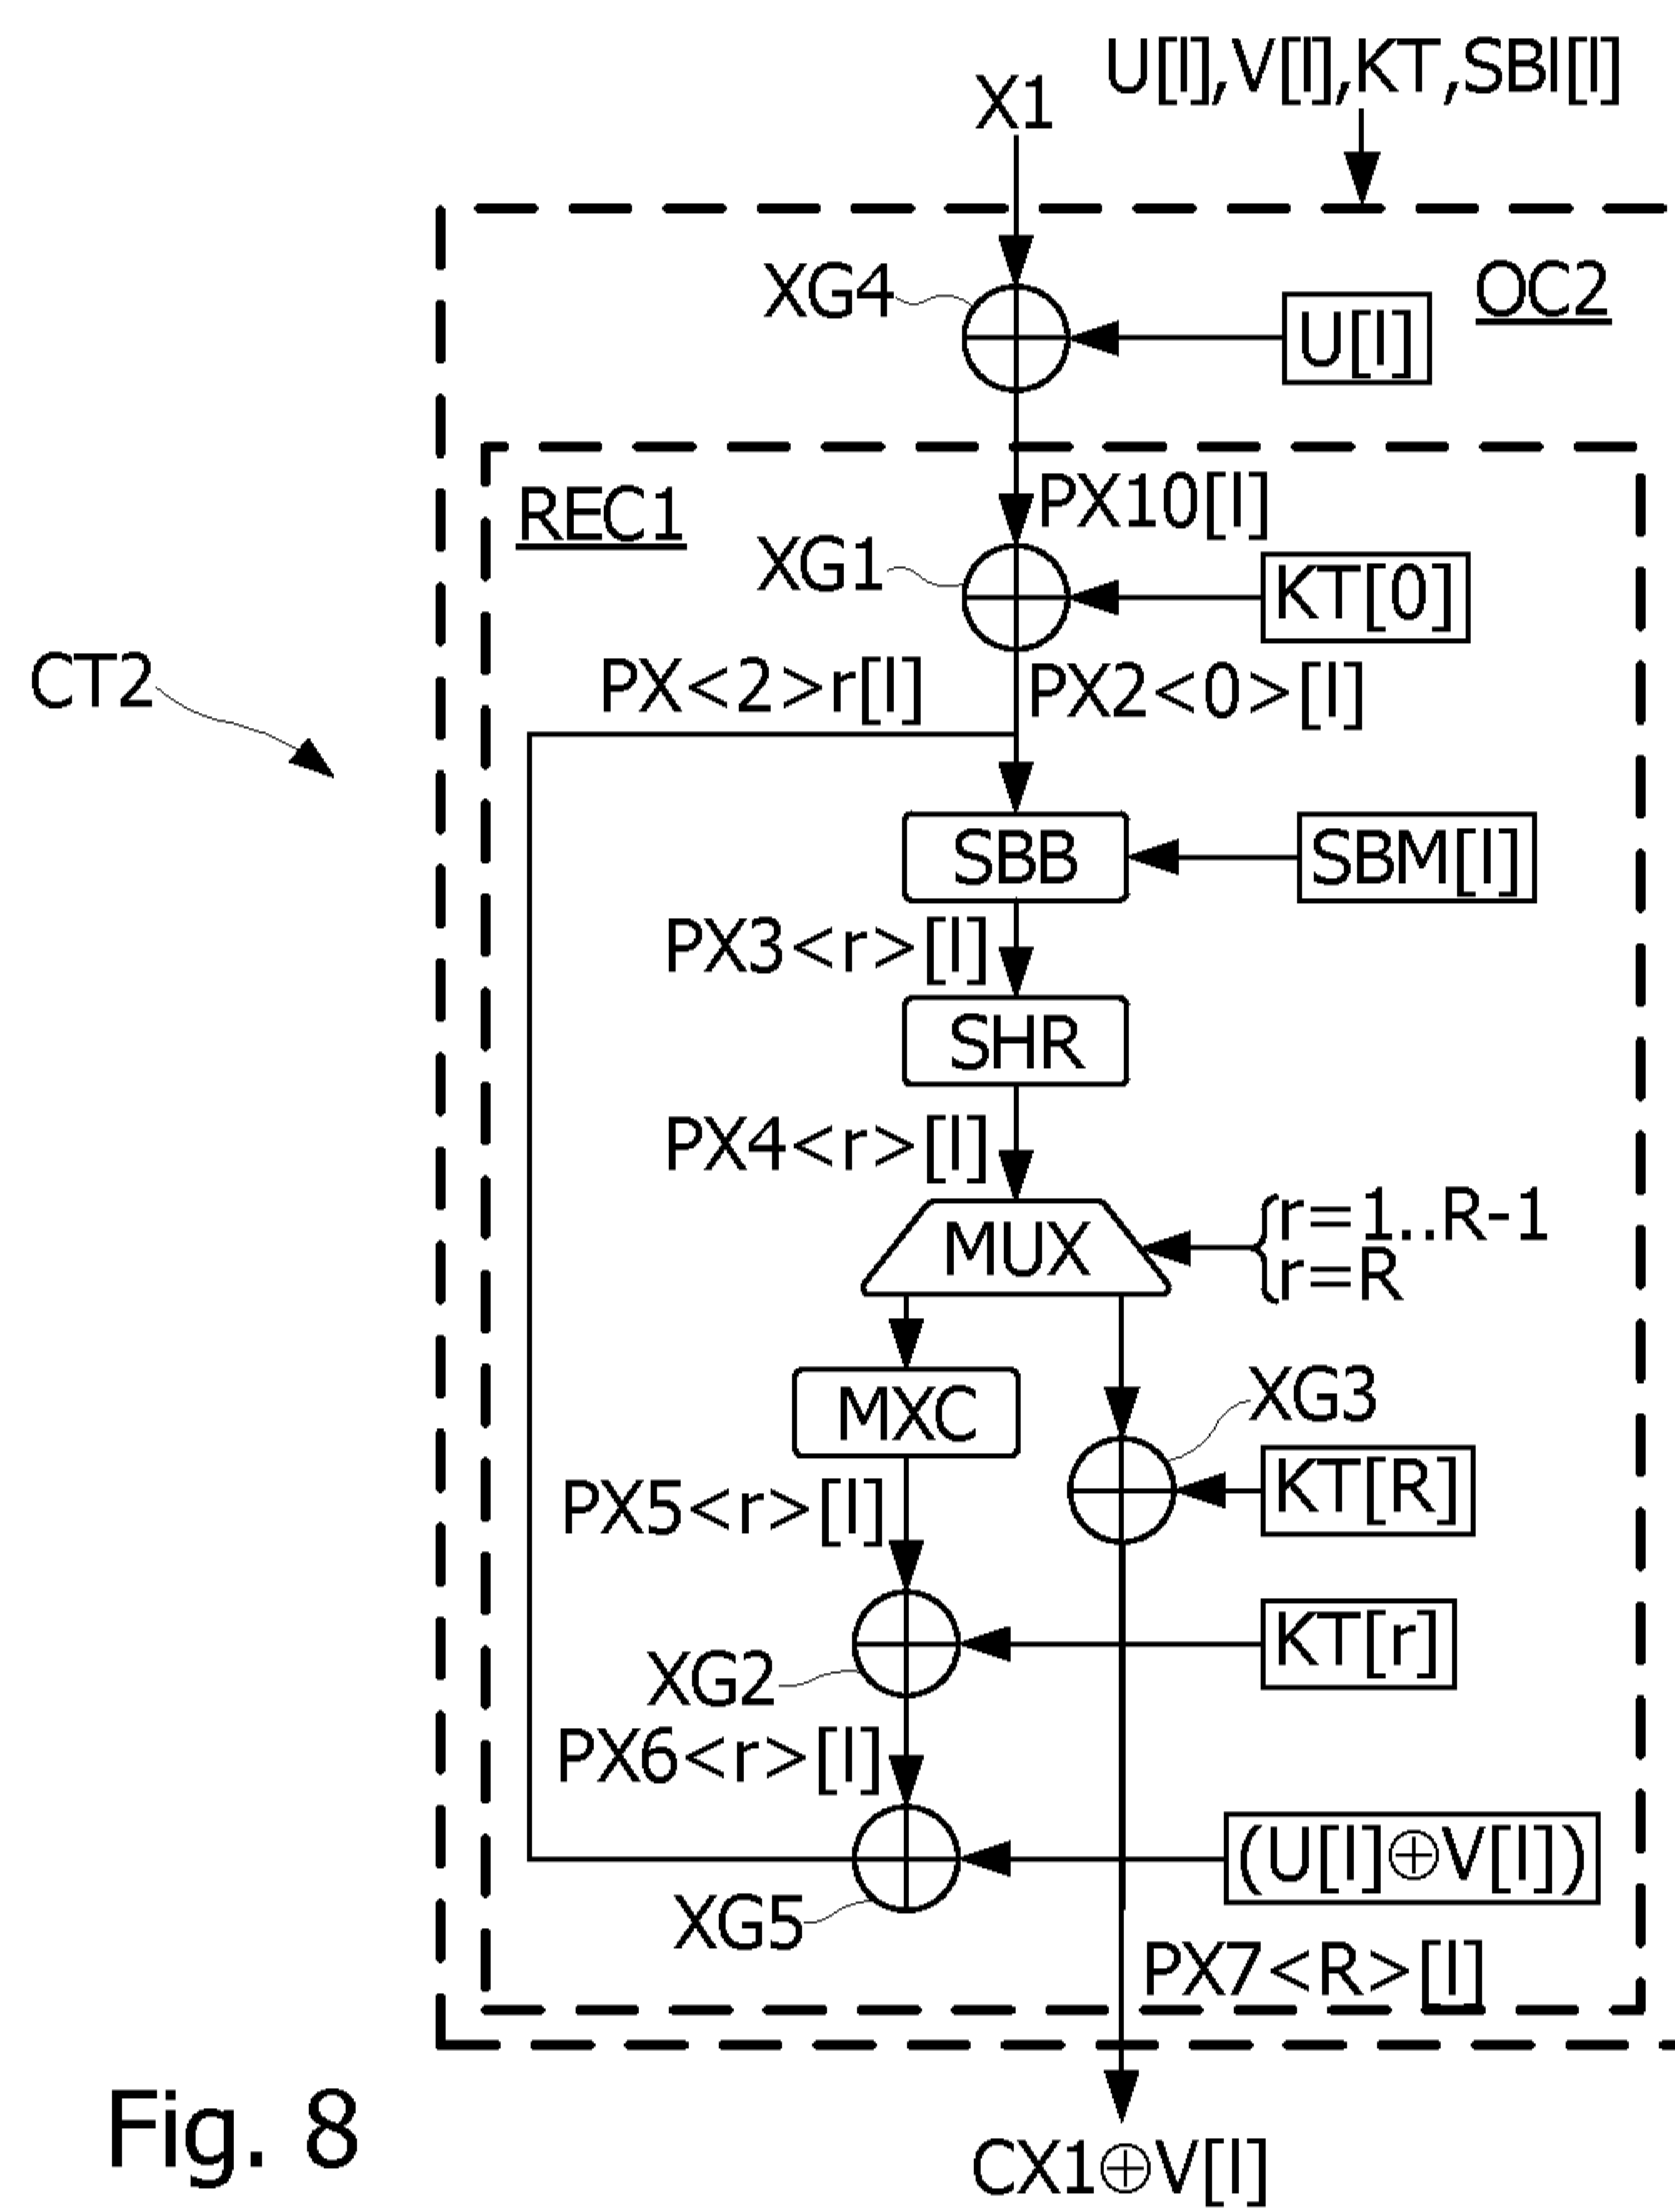 U[l],V[l],KT,SBl[l]
X1
XG4
U[l]
OC2
REC1
PX10[l]
XG1
KT[0]
CT2
PX<2>r[l]
PX2<0>[l]
SBB
SBM[l]
PX3<r>[l]
SHR
PX4<r>[l]
MUX
r=1..R-1
r=R
MXC
XG3
KT[R]
PX5<r>[l]
KT[r]
XG2
PX6<r>[l]
(U[l]⊕V[l])
XG5
PX7<R>[l]
Fig. 8
CX1⊕V[l]